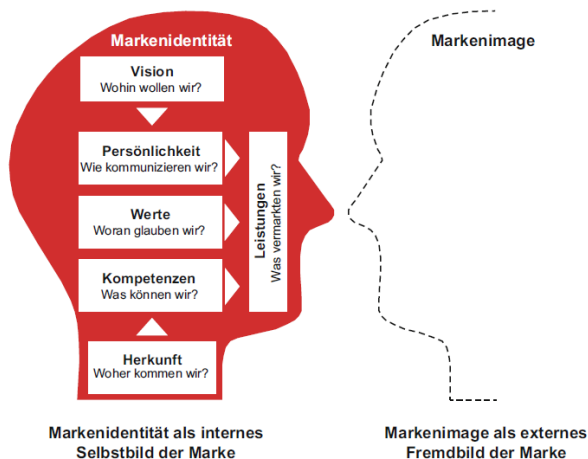 Markenidentität
Markenimage
Vision
Wohin wollen wir?
Persönlichkeit
Wie kommunizieren wir?
Werte
Woran glauben wir?
Kompetenzen
Was können wir?
Leistungen
Was vermarkten wir?
Herkunft
Woher kommen wir?
Markenidentität als internes
Selbstbild der Marke
Markenimage als externes
Fremdbild der Marke